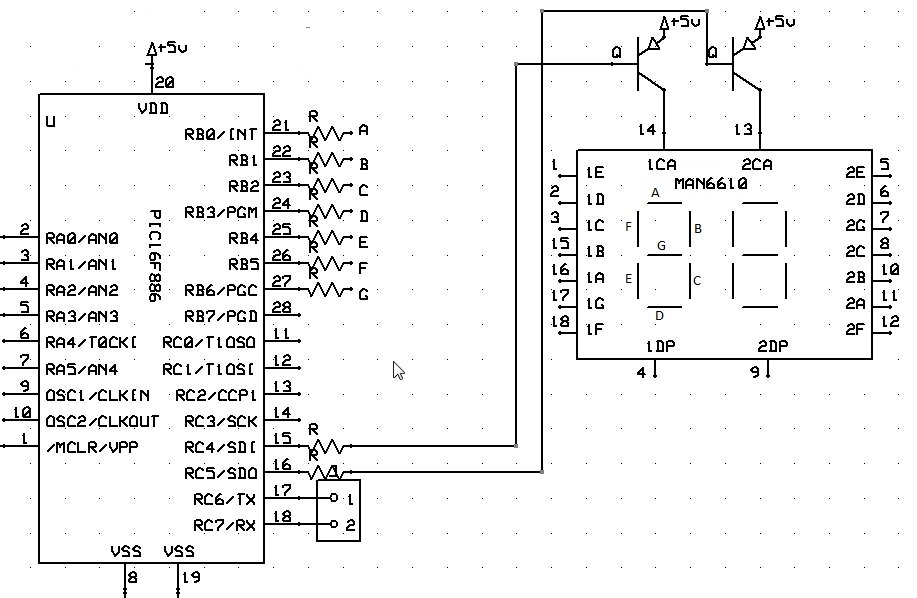 +5v
20
VDD
U
PIC16F886
RB0/INT 21 R A
RB1 22 R B
RB2 23 R C
RB3/PGM 24 R D
RB4 25 R E
RB5 26 R F
RB6/PGC 27 R G
RB7/PGD 28
RC0/T1OSO 11
RC1/T1OSI 12
RC2/CCP1 13
RC3/SCK 14
RC4/SDI 15 R
RC5/SDO 16 R
RC6/TX 17
RC7/RX 18
2 RA0/AN0
3 RA1/AN1
4 RA2/AN2
5 RA3/AN3
6 RA4/T0CKI
7 RA5/AN4
9 OSC1/CLKIN
10 OSC2/CLKOUT
1 /MCLR/VPP
VSS VSS
8 19
J
1
2
+5v +5v
Q Q
14 13
1CA 2CA
MAN6610
1 1E
2 1D
3 1C
15 1B
16 1A
17 1G
18 1F
A
F B
G
E C
D
2E 5
2D 6
2G 7
2C 8
2B 10
2A 11
2F 12
1DP 2DP
4 9